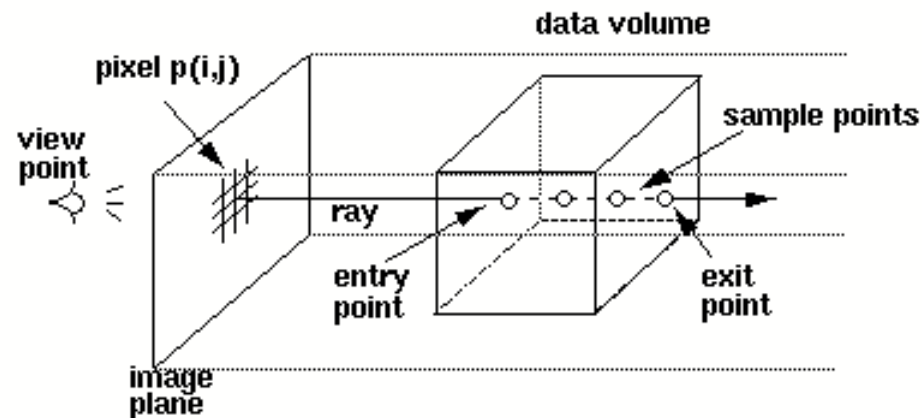 data volume
pixel p(i,j)
sample points
view
point
ray
entry
point
exit
point
image
plane